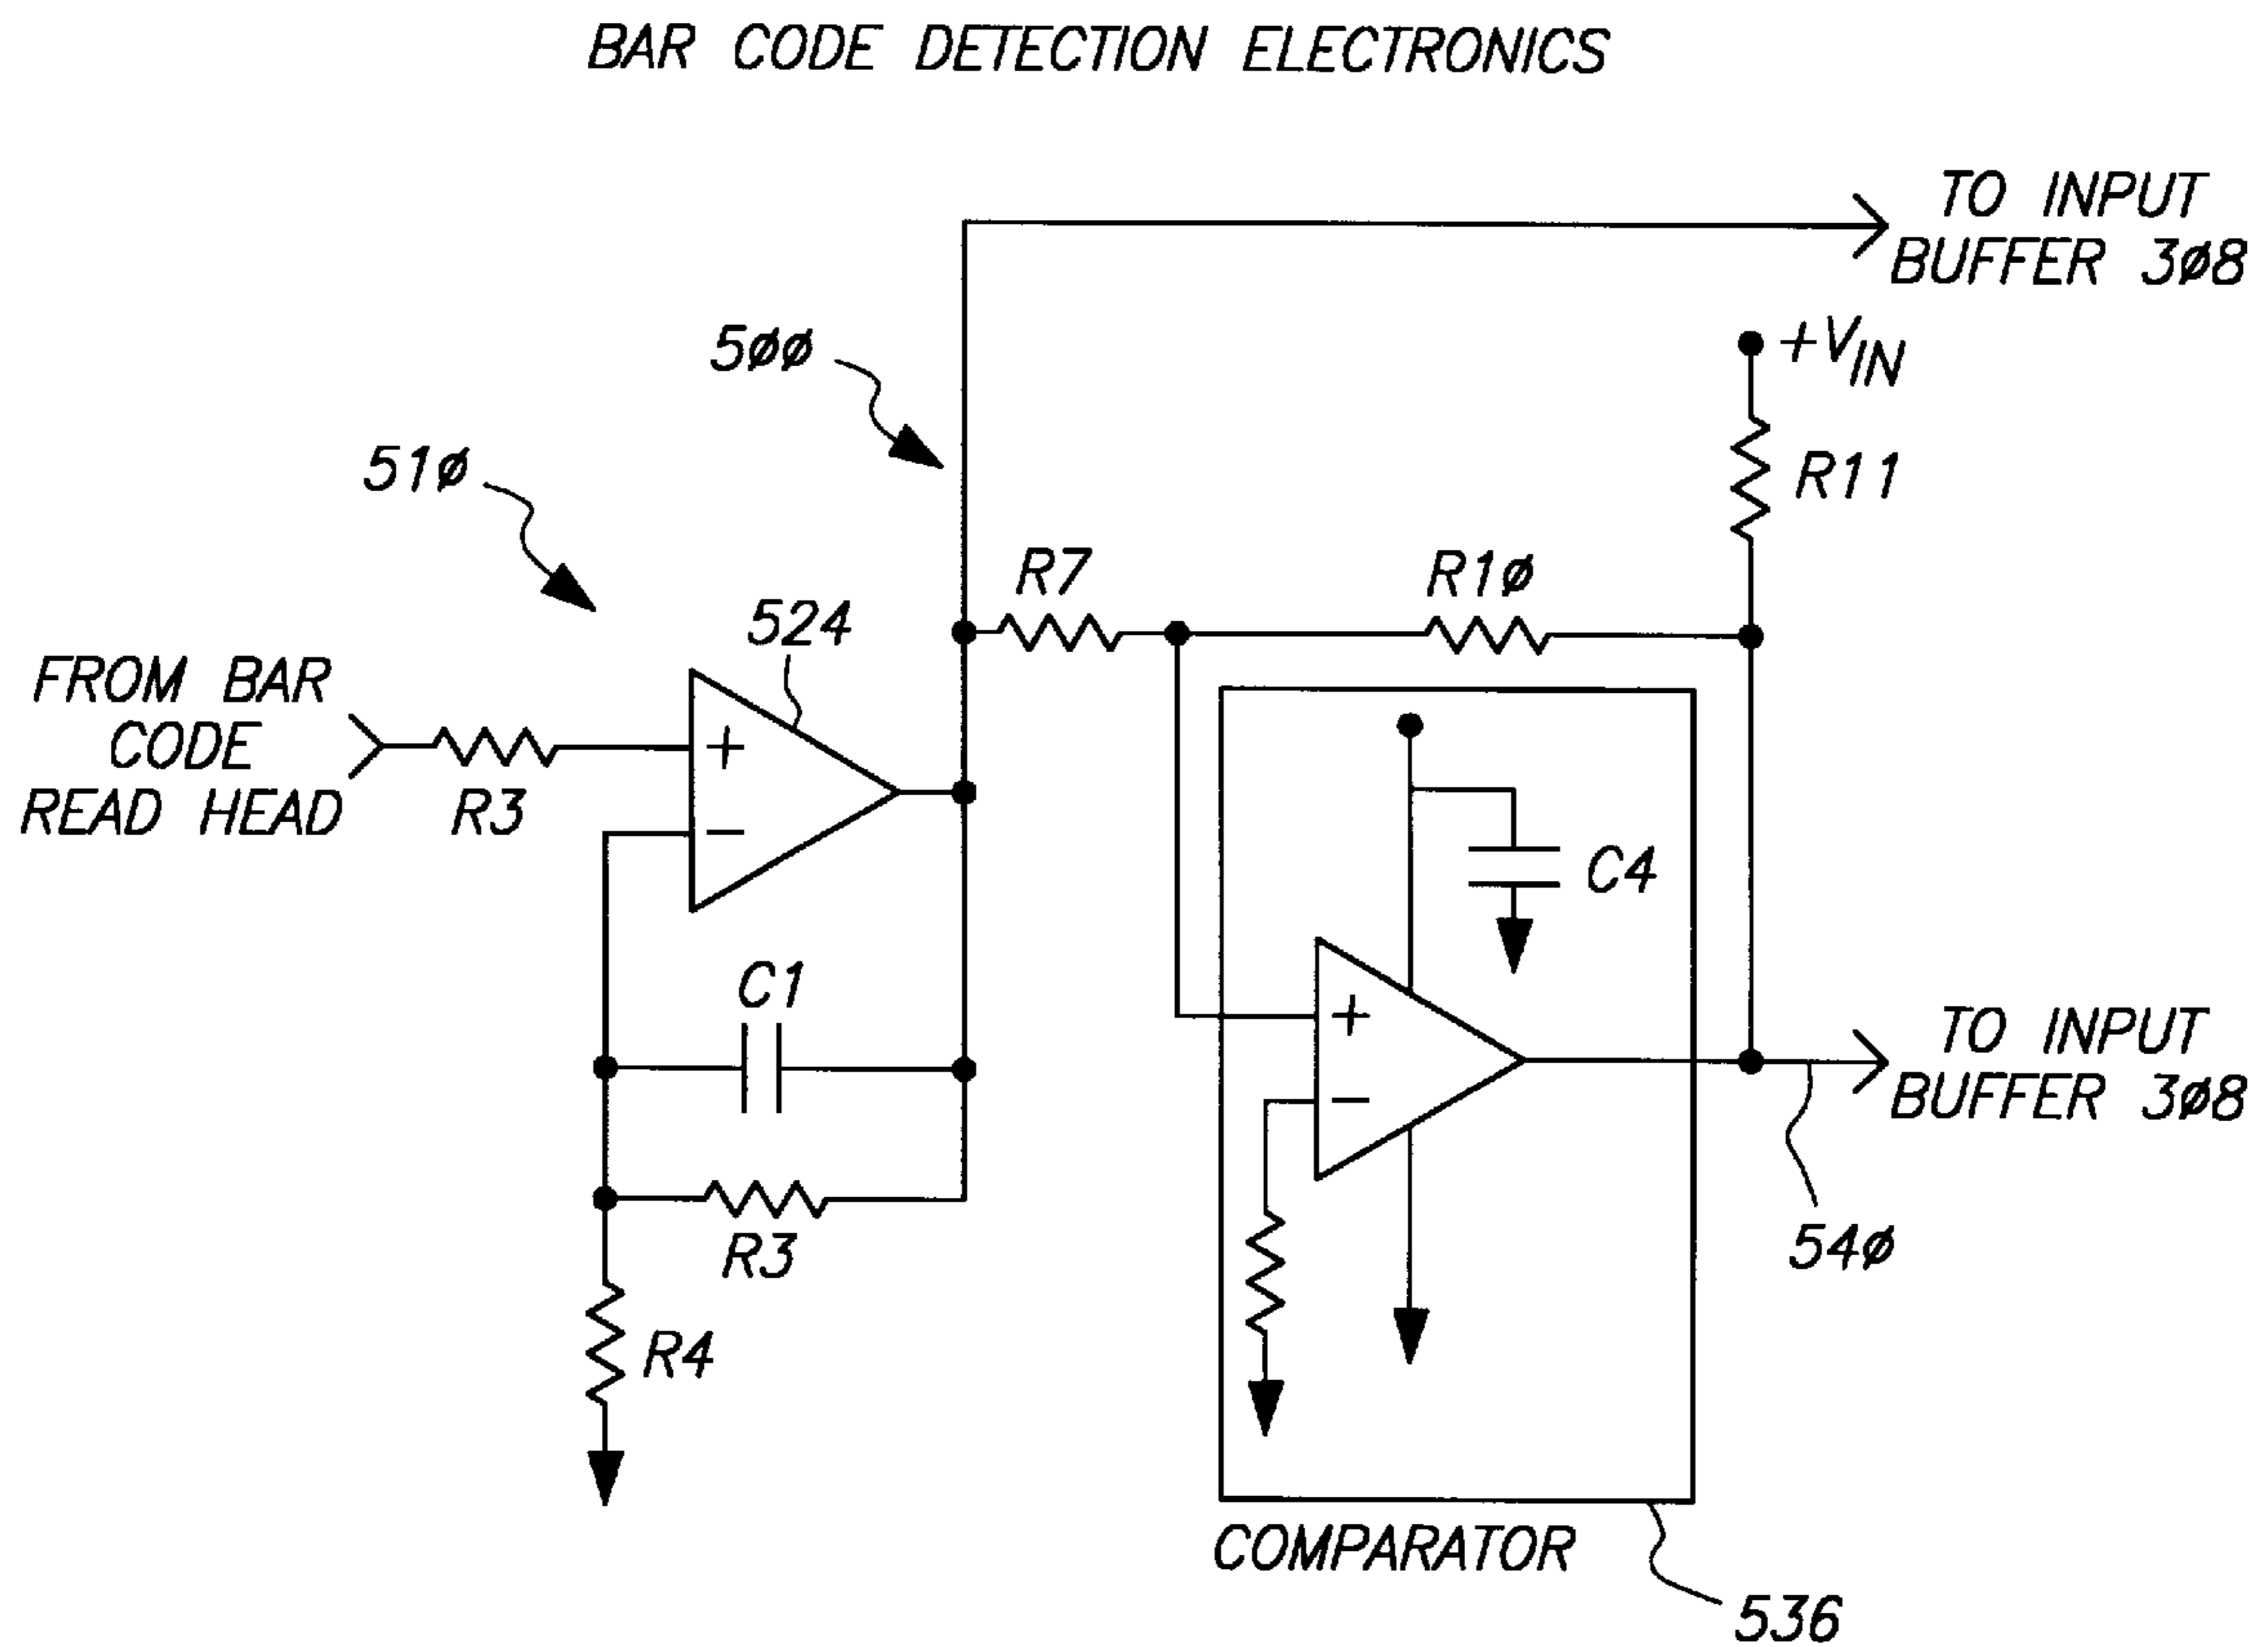 BAR CODE DETECTION ELECTRONICS
TO INPUT
BUFFER 3ø8
5øø
+VIN
51ø
R11
R7
R1ø
524
FROM BAR
CODE
READ HEAD
R3
+
−
C4
C1
+
−
TO INPUT
BUFFER 3ø8
R3
54ø
R4
COMPARATOR
536